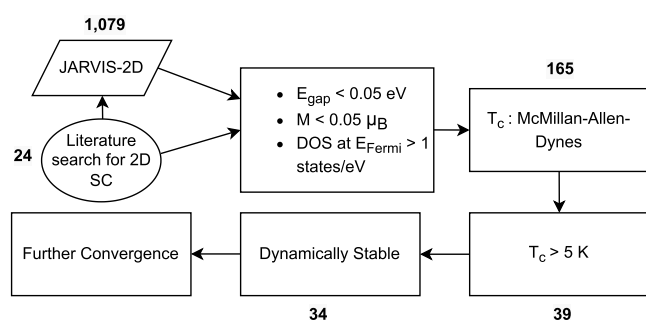 1,079
JARVIS-2D
24
Literature
search for 2D
SC
• E_gap < 0.05 eV
• M < 0.05 μ_B
• DOS at E_Fermi > 1
states/eV
165
T_c : McMillan-Allen-
Dynes
Further Convergence
Dynamically Stable
T_c > 5 K
34
39